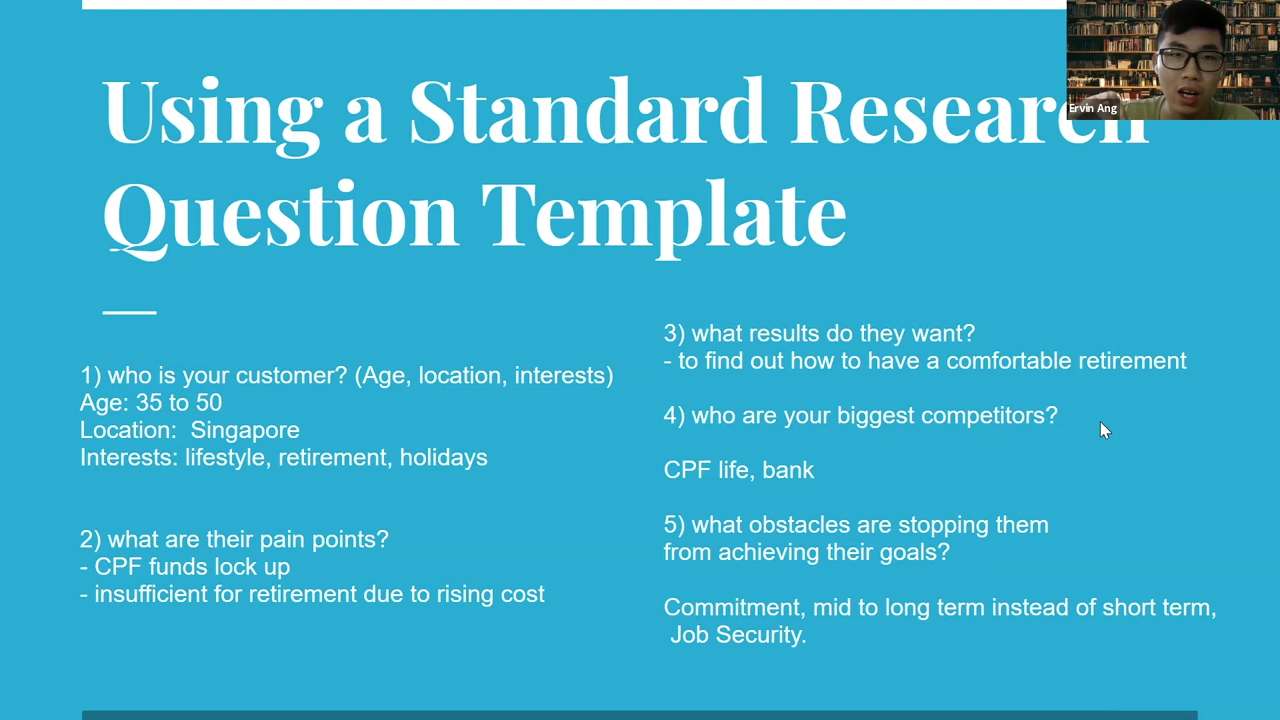 Using a Standard Research
Question Template
Ervin Ang
1) who is your customer? (Age, location, interests)
Age: 35 to 50
Location: Singapore
Interests: lifestyle, retirement, holidays
2) what are their pain points?
- CPF funds lock up
- insufficient for retirement due to rising cost
3) what results do they want?
- to find out how to have a comfortable retirement
4) who are your biggest competitors?
CPF life, bank
5) what obstacles are stopping them
from achieving their goals?
Commitment, mid to long term instead of short term,
Job Security.